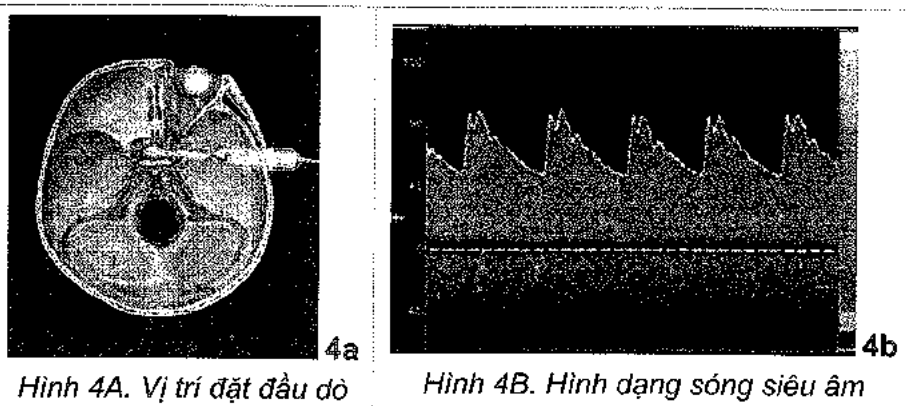 4a
4b
Hình 4A. Vị trí đặt đầu dò
Hình 4B. Hình dạng sóng siêu âm